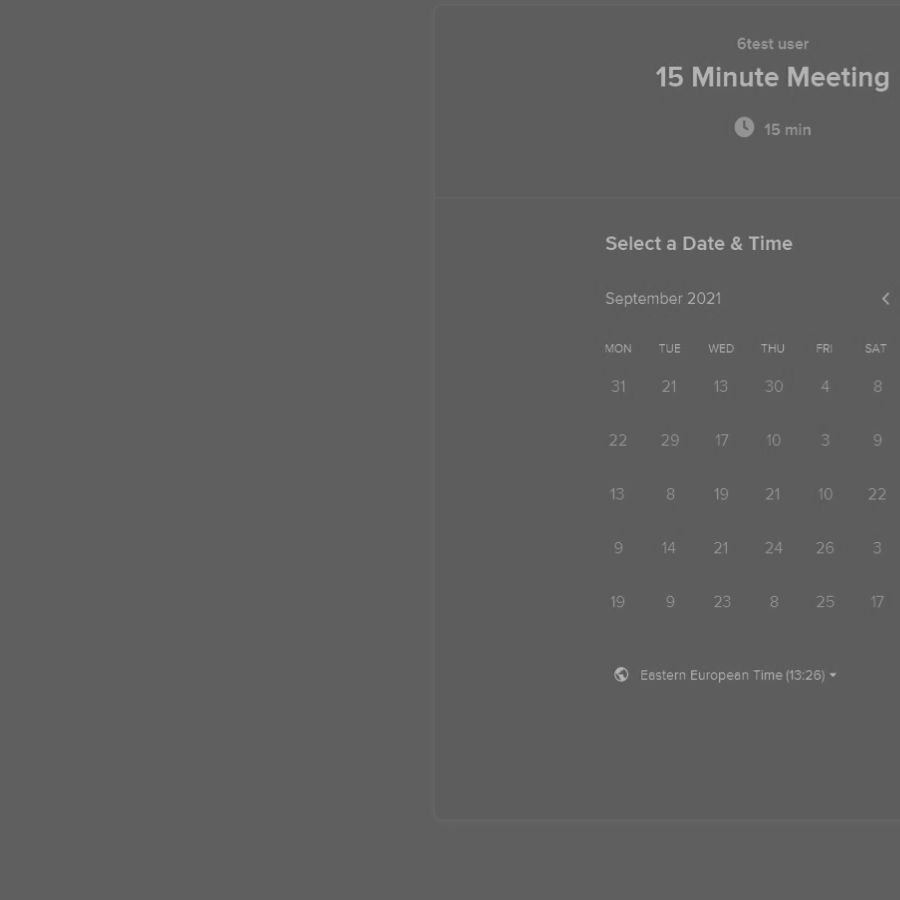 6test user
15 Minute Meeting
15 min
Select a Date & Time
September 2021
MON TUE WED THU FRI SAT
31 21 13 30 4 8
22 29 17 10 3 9
13 8 19 21 10 22
9 14 21 24 26 3
19 9 23 8 25 17
Eastern European Time (13:26)